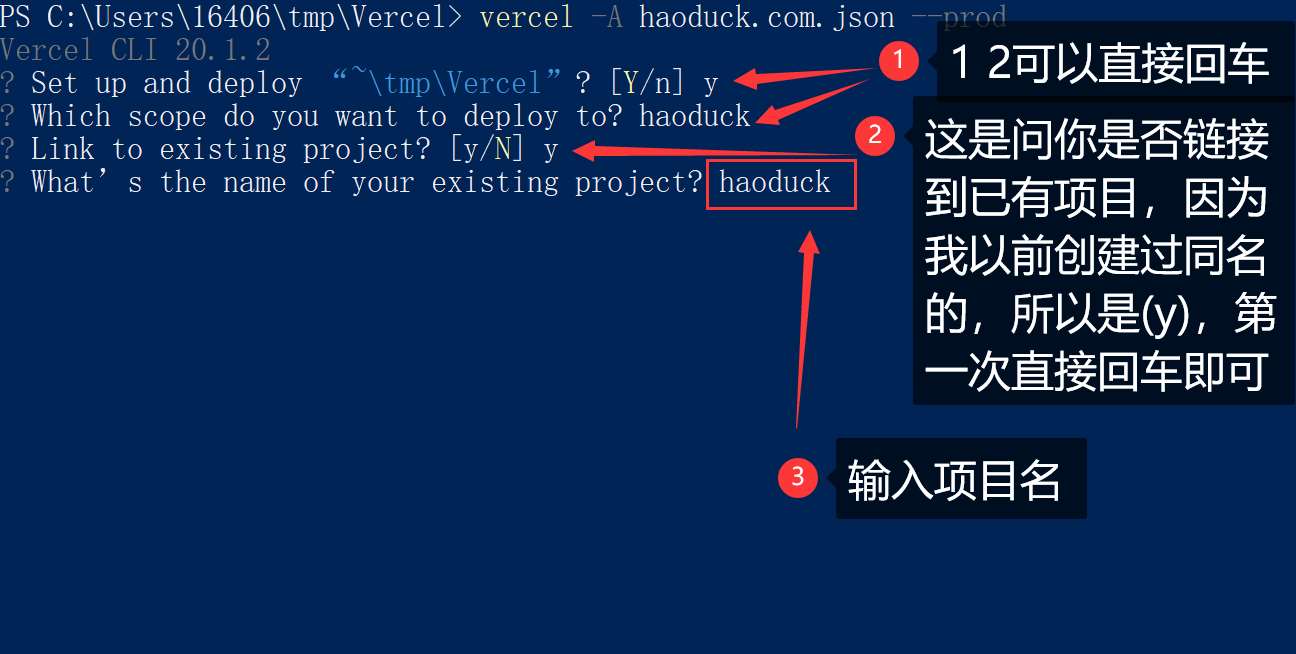 PS C:\Users\16406\tmp\Vercel> vercel -A haoduck.com.json --prod
Vercel CLI 20.1.2
? Set up and deploy “~\tmp\Vercel”? [Y/n] y
? Which scope do you want to deploy to? haoduck
? Link to existing project? [y/N] y
? What’s the name of your existing project? haoduck
1
1 2可以直接回车
2
这是问你是否链接
到已有项目，因为
我以前创建过同名
的，所以是(y)，第
一次直接回车即可
3
输入项目名